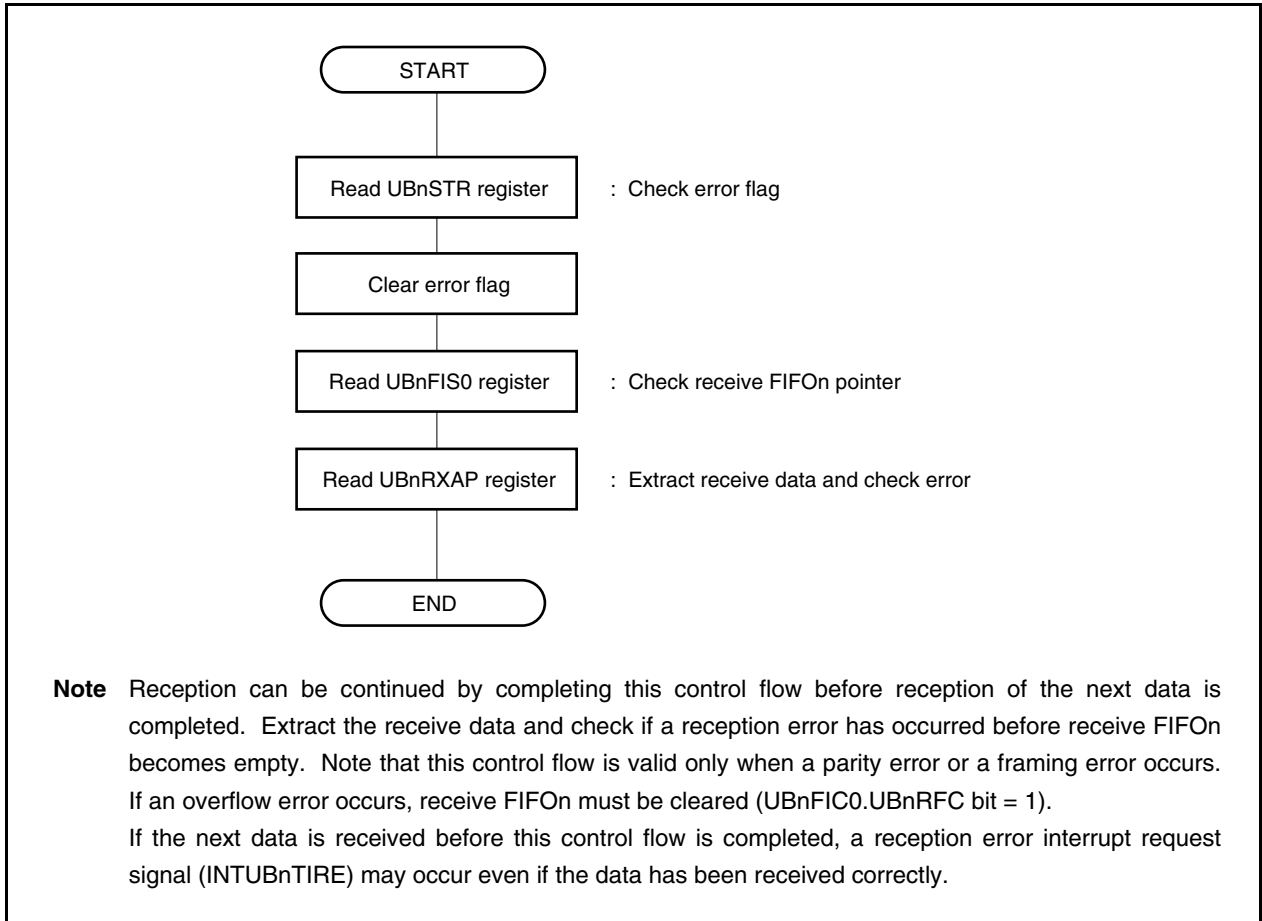 START
Read UBnSTR register : Check error flag
Clear error flag
Read UBnFIS0 register : Check receive FIFOn pointer
Read UBnRXAP register : Extract receive data and check error
END
Note Reception can be continued by completing this control flow before reception of the next data is
completed. Extract the receive data and check if a reception error has occurred before receive FIFOn
becomes empty. Note that this control flow is valid only when a parity error or a framing error occurs.
If an overflow error occurs, receive FIFOn must be cleared (UBnFIC0.UBnRFC bit = 1).
If the next data is received before this control flow is completed, a reception error interrupt request
signal (INTUBnTIRE) may occur even if the data has been received correctly.